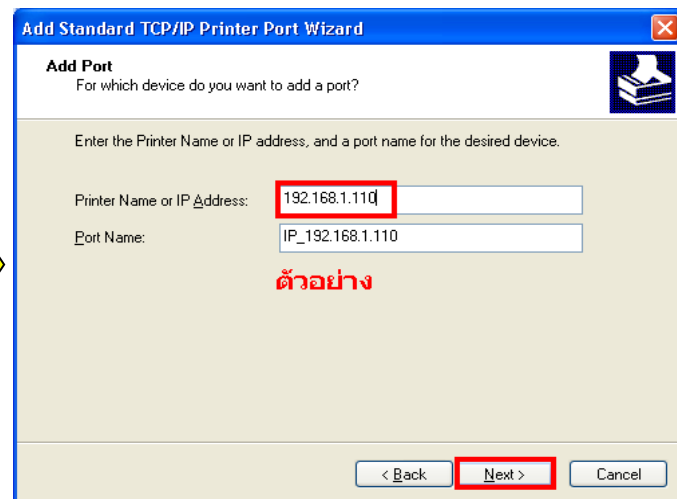 Add Standard TCP/IP Printer Port Wizard
Add Port
For which device do you want to add a port?
Enter the Printer Name or IP address, and a port name for the desired device.
Printer Name or IP Address: 192.168.1.110
Port Name: IP_192.168.1.110
ตัวอย่าง
< Back Next > Cancel